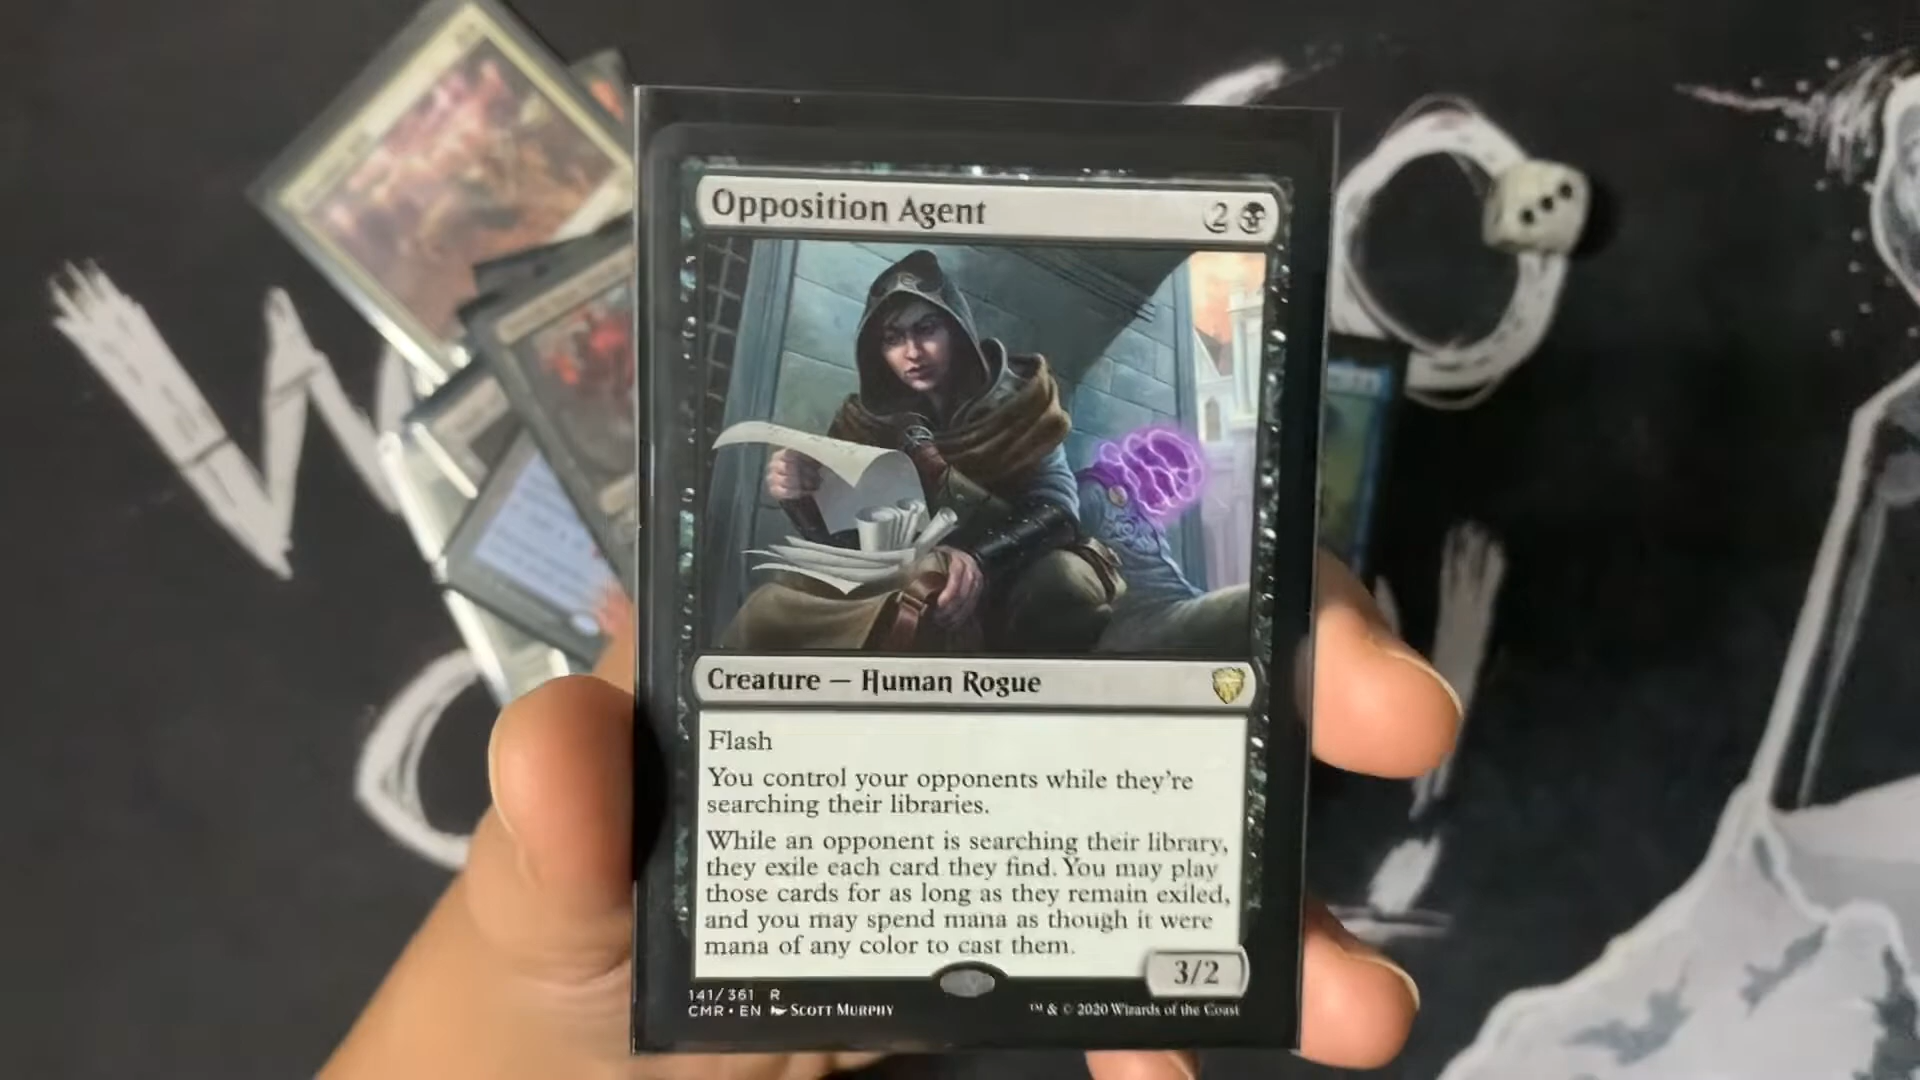 Opposition Agent 2
Creature — Human Rogue
Flash
You control your opponents while they're
searching their libraries.
While an opponent is searching their library,
they exile each card they find. You may play
those cards for as long as they remain exiled,
and you may spend mana as though it were
mana of any color to cast them.
3/2
141/361 R
CMR • EN Scott Murphy
™ & © 2020 Wizards of the Coast